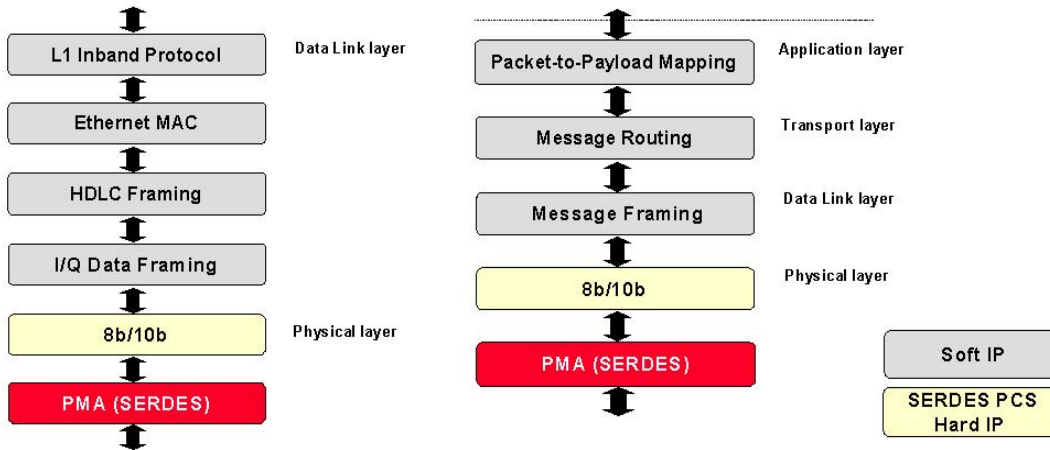 L1 Inband Protocol
Data Link layer
Ethernet MAC
HDLC Framing
I/Q Data Framing
8b/10b
Physical layer
PMA (SERDES)
Packet-to-Payload Mapping
Application layer
Message Routing
Transport layer
Message Framing
Data Link layer
8b/10b
Physical layer
PMA (SERDES)
Soft IP
SERDES PCS
Hard IP